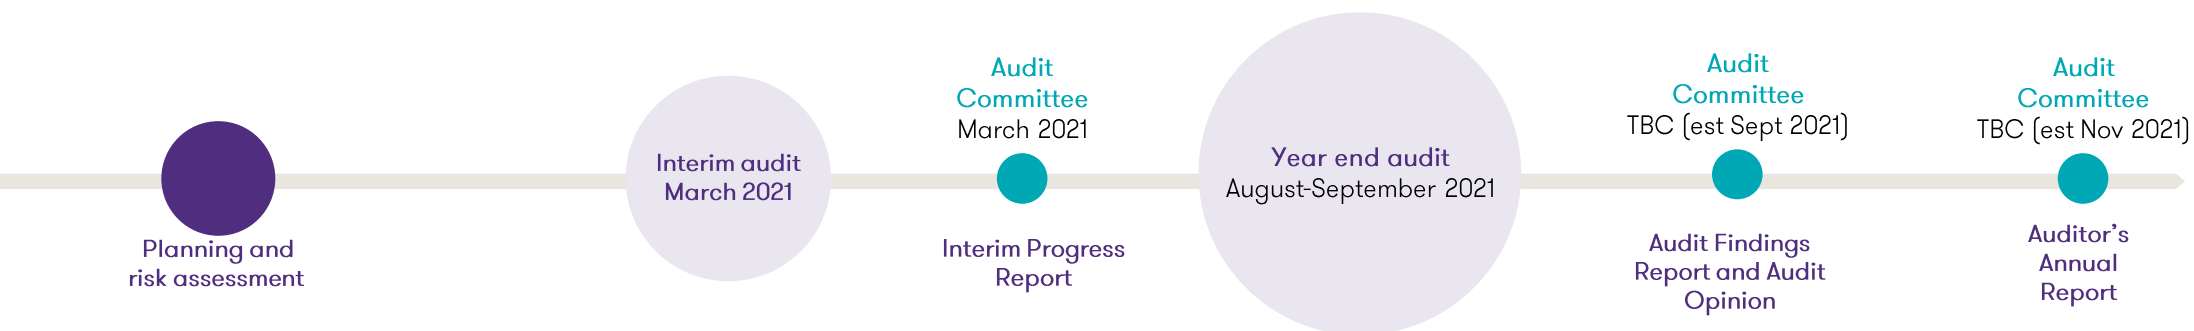 Planning and
risk assessment
Interim audit
March 2021
Audit
Committee
March 2021
Interim Progress
Report
Year end audit
August-September 2021
Audit
Committee
TBC (est Sept 2021)
Audit Findings
Report and Audit
Opinion
Audit
Committee
TBC (est Nov 2021)
Auditor's
Annual
Report